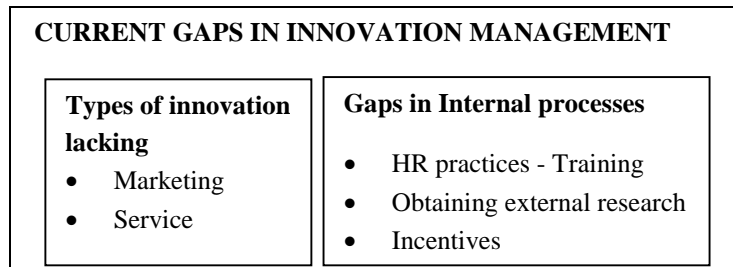 CURRENT GAPS IN INNOVATION MANAGEMENT
Types of innovation
lacking
• Marketing
• Service
Gaps in Internal processes
• HR practices - Training
• Obtaining external research
• Incentives